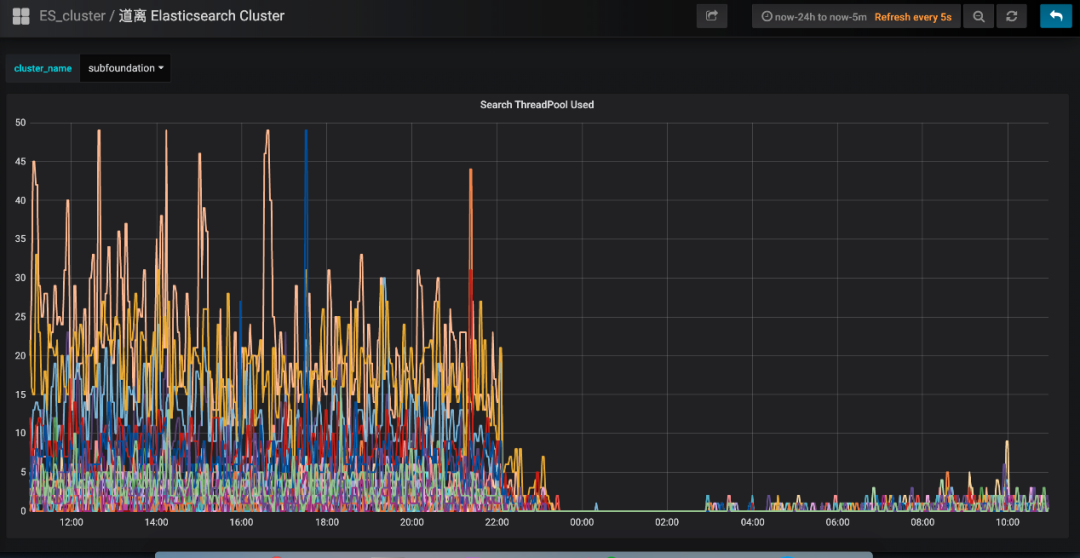 ES_cluster / 道离 Elasticsearch Cluster
now-24h to now-5m Refresh every 5s
cluster_name subfoundation
Search ThreadPool Used
50
45
40
35
30
25
20
15
10
5
0
12:00 14:00 16:00 18:00 20:00 22:00 00:00 02:00 04:00 06:00 08:00 10:00